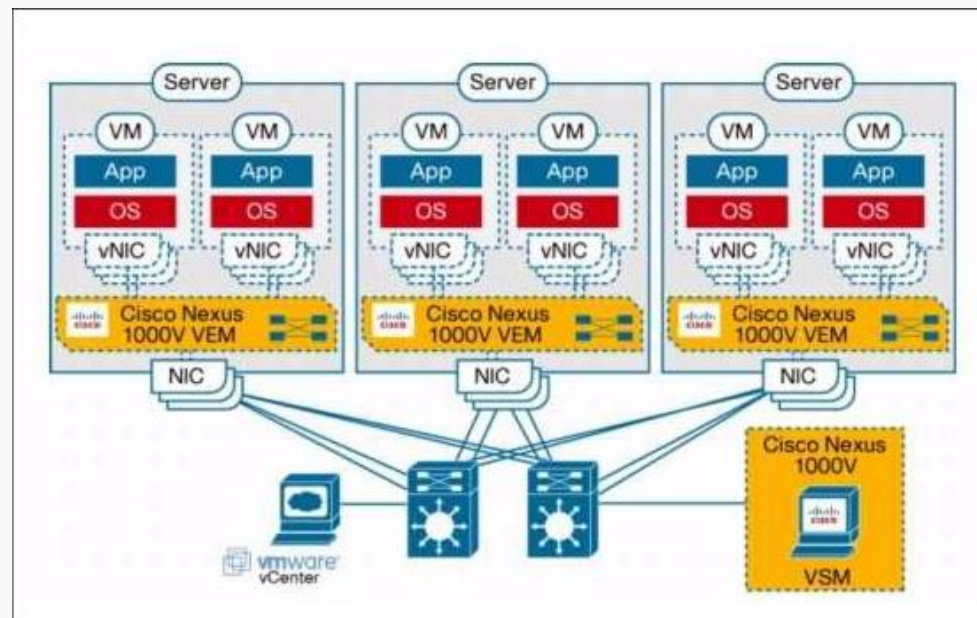 Server Server Server
VM VM VM VM VM VM
App App App App App App
OS OS OS OS OS OS
vNIC vNIC vNIC vNIC vNIC vNIC
Cisco Nexus
1000V VEM
Cisco Nexus
1000V VEM
Cisco Nexus
1000V VEM
NIC NIC NIC
Cisco Nexus
1000V
VSM
vmware
vCenter